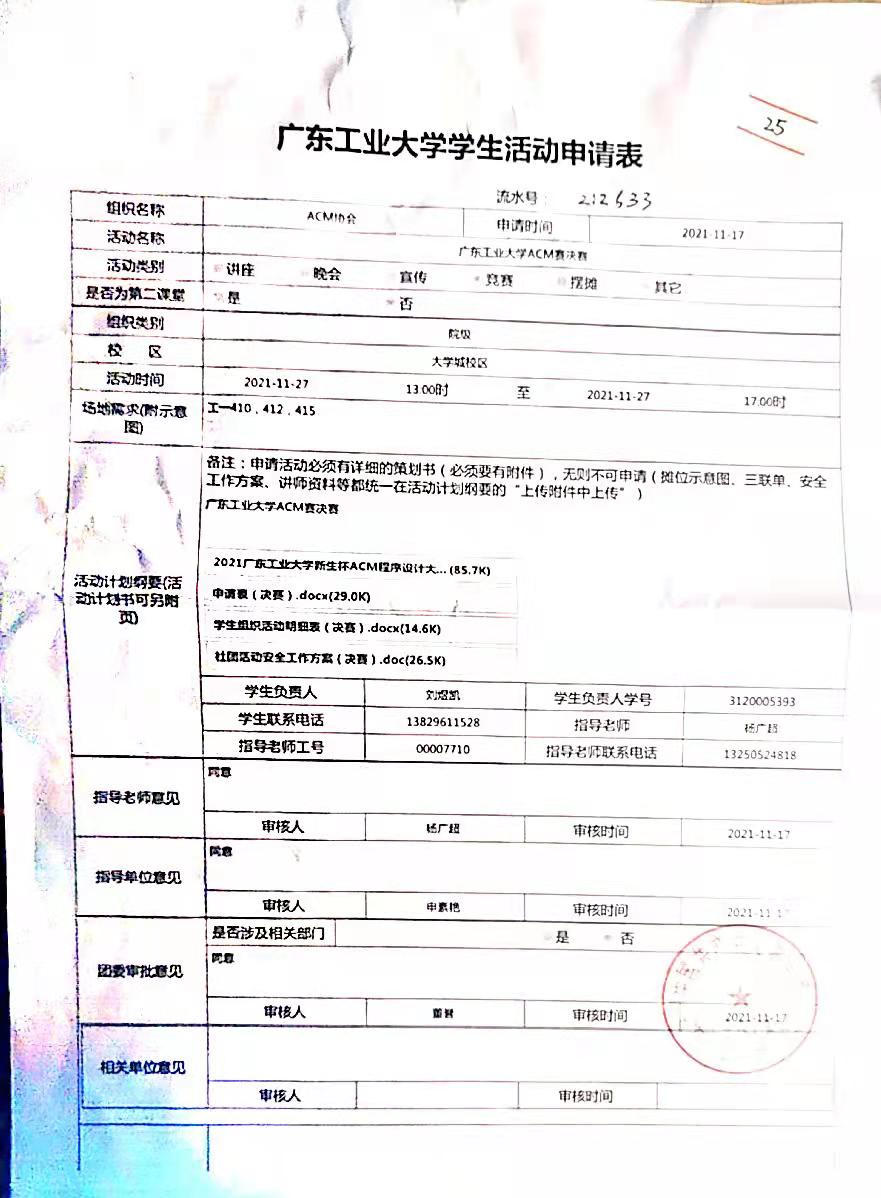 25
广东工业大学学生活动申请表
流水号： 212633
组织名称 ACM协会 申请时间 2021-11-17
活动名称 广东工业大学ACM赛决赛
活动类别 讲座 晚会 宣传 竞赛 摆摊 其它
是否为第二课堂 是 否
组织类别 院级
校 区 大学城校区
活动时间 2021-11-27 13:00时 至 2021-11-27 17:00时
场地需求(附示意图) 工一410，412，415
备注：申请活动必须有详细的策划书（必须要有附件），无则不可申请（摊位示意图、三联单、安全
工作方案、讲师资料等都统一在活动计划纲要的“上传附件中上传”）
广东工业大学ACM赛决赛
2021广东工业大学新生杯ACM程序设计大...(85.7K)
活动计划纲要(活动计划书可另附页)
申请表（决赛）.docx(29.0K)
学生组织活动明细表（决赛）.docx(14.6K)
社团活动安全工作方案（决赛）.doc(26.5K)
学生负责人 刘煜凯 学生负责人学号 3120005393
学生联系电话 13829611528 指导老师 杨广超
指导老师工号 00007710 指导老师联系电话 13250524818
指导老师意见 同意
审核人 杨广超 审核时间 2021-11-17
指导单位意见 同意
审核人 申素艳 审核时间 2021-11-17
是否涉及相关部门 是 否
团委审批意见 同意
审核人 审核时间 2021-11-17
相关单位意见
审核人 审核时间